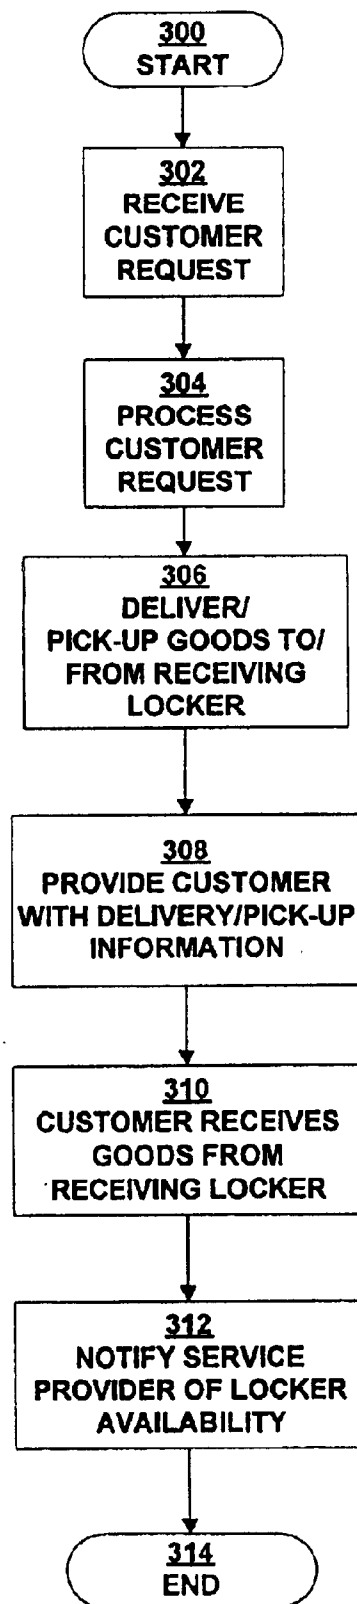 300
START
302
RECEIVE
CUSTOMER
REQUEST
304
PROCESS
CUSTOMER
REQUEST
306
DELIVER/
PICK-UP GOODS TO/
FROM RECEIVING
LOCKER
308
PROVIDE CUSTOMER
WITH DELIVERY/PICK-UP
INFORMATION
310
CUSTOMER RECEIVES
GOODS FROM
RECEIVING LOCKER
312
NOTIFY SERVICE
PROVIDER OF LOCKER
AVAILABILITY
314
END